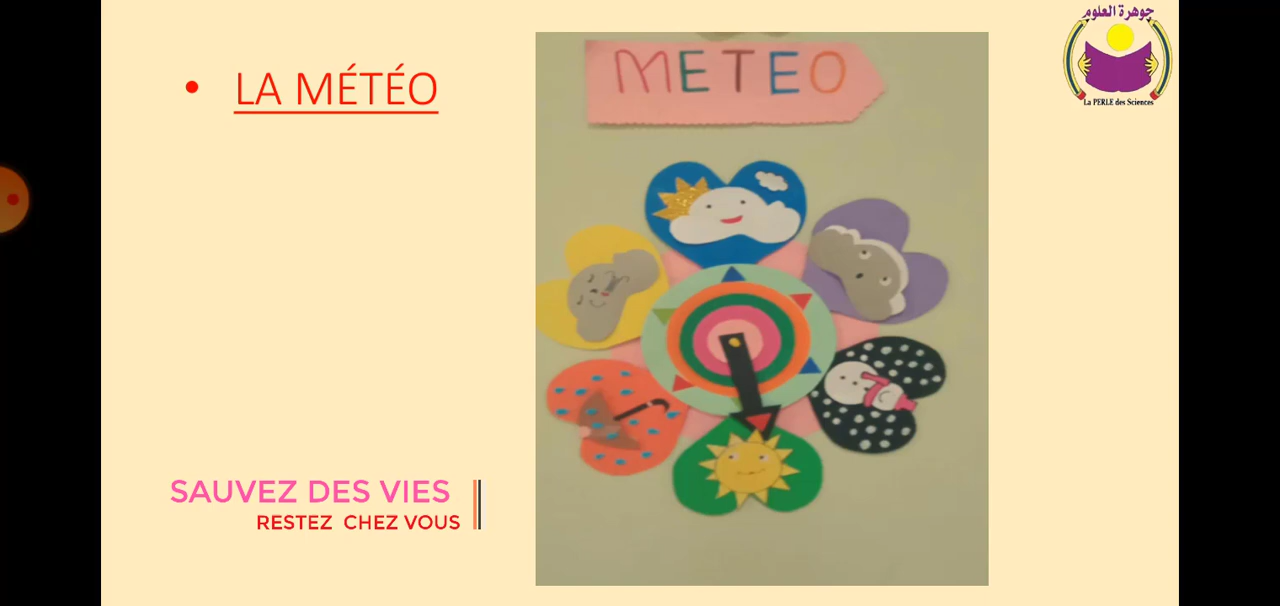 • LA MÉTÉO
METEO
جوهرة العلوم
La PERLE des Sciences
SAUVEZ DES VIES
RESTEZ CHEZ VOUS